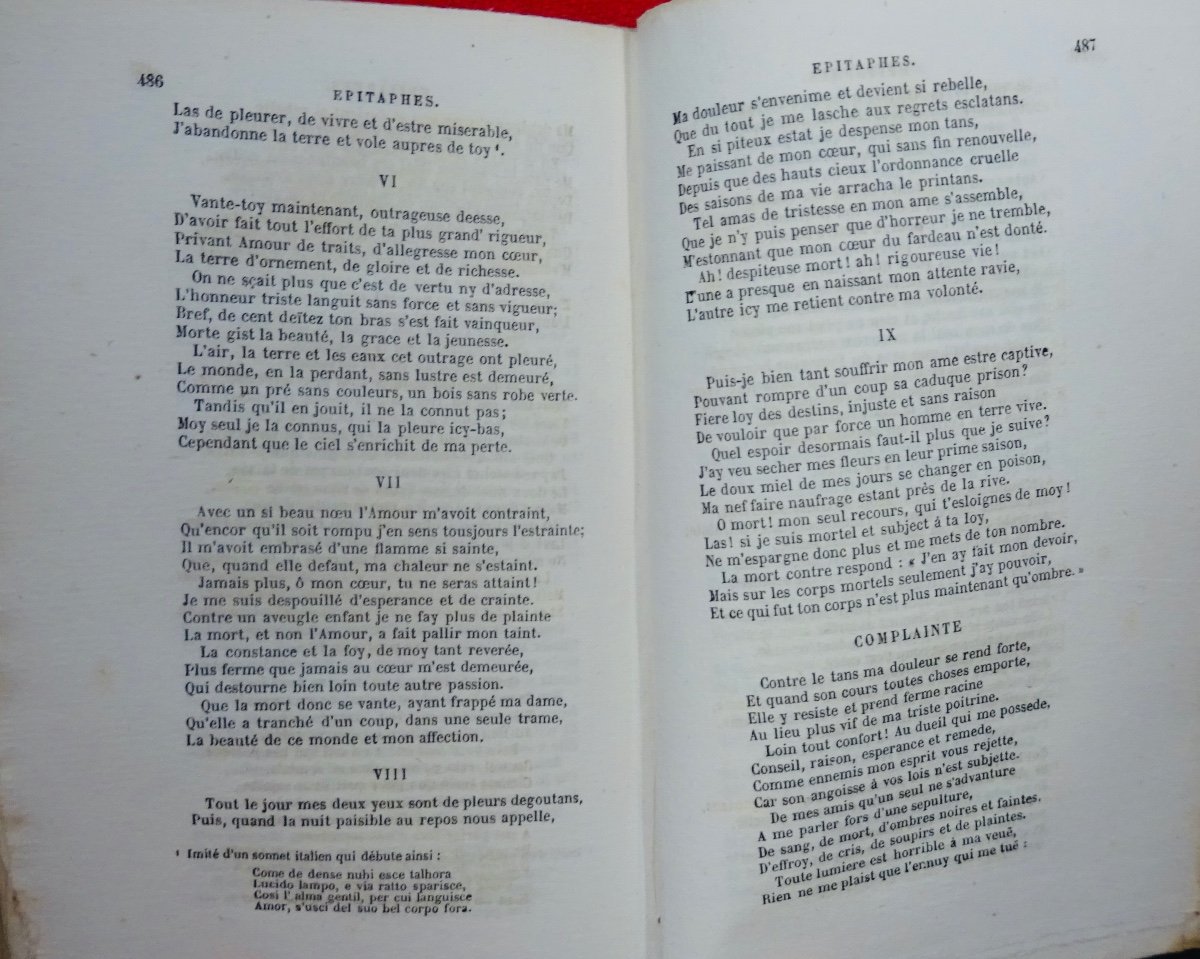 486
EPITAPHES.
Las de pleurer, de vivre et d'estre miserable,
J'abandonne la terre et vole aupres de toy ¹.
VI
Vante-toy maintenant, outrageuse deesse,
D'avoir fait tout l'effort de ta plus grand' rigueur,
Privant Amour de traits, d'allegresse mon cœur,
La terre d'ornement, de gloire et de richesse.
On ne sçait plus que c'est de vertu ny d'adresse,
L'honneur triste languit sans force et sans vigueur;
Bref, de cent deïtez ton bras s'est fait vainqueur,
Morte gist la beauté, la grace et la jeunesse.
L'air, la terre et les eaux cet outrage ont pleuré,
Le monde, en la perdant, sans lustre est demeuré,
Comme un pré sans couleurs, un bois sans robe verte.
Tandis qu'il en jouit, il ne la connut pas;
Moy seul je la connus, qui la pleure icy-bas,
Cependant que le ciel s'enrichit de ma perte.
VII
Avec un si beau nœu l'Amour m'avoit contraint,
Qu'encor qu'il soit rompu j'en sens tousjours l'estrainte;
Il m'avoit embrasé d'une flamme si sainte,
Que, quand elle defaut, ma chaleur ne s'estaint.
Jamais plus, ô mon cœur, tu ne seras attaint!
Je me suis despouillé d'esperance et de crainte.
Contre un aveugle enfant je ne fay plus de plainte
La mort, et non l'Amour, a fait pallir mon taint.
La constance et la foy, de moy tant reverée,
Plus ferme que jamais au cœur m'est demeurée,
Qui destourne bien loin toute autre passion.
Que la mort donc se vante, ayant frappé ma dame,
Qu'elle a tranché d'un coup, dans une seule trame,
La beauté de ce monde et mon affection.
VIII
Tout le jour mes deux yeux sont de pleurs degoutans,
Puis, quand la nuit paisible au repos nous appelle,
¹ Imité d'un sonnet italien qui débute ainsi :
Come de dense nubi esce talhora
Lucido lampo, e via ratto sparisce,
Cosi l' alma gentil, per cui languisce
Amor, s'usci del suo bel corpo fora.
487
EPITAPHES.
Ma douleur s'envenime et devient si rebelle,
Que du tout je me lasche aux regrets esclatans.
En si piteux estat je despense mon tans,
Me paissant de mon cœur, qui sans fin renouvelle,
Depuis que des hauts cieux l'ordonnance cruelle
Des saisons de ma vie arracha le printans.
Tel amas de tristesse en mon ame s'assemble,
Que je n'y puis penser que d'horreur je ne tremble,
M'estonnant que mon cœur du fardeau n'est donté.
Ah! despiteuse mort! ah! rigoureuse vie!
L'une a presque en naissant mon attente ravie,
L'autre icy me retient contre ma volonté.
IX
Puis-je bien tant souffrir mon ame estre captive,
Pouvant rompre d'un coup sa caduque prison?
Fiere loy des destins, injuste et sans raison
De vouloir que par force un homme en terre vive.
Quel espoir desormais faut-il plus que je suive?
J'ay veu secher mes fleurs en leur prime saison,
Le doux miel de mes jours se changer en poison,
Ma nef faire naufrage estant près de la rive.
O mort! mon seul recours, qui t'esloignes de moy!
Las! si je suis mortel et subject à ta loy,
Ne m'espargne donc plus et me mets de ton nombre.
La mort contre respond : « J'en ay fait mon devoir,
Mais sur les corps mortels seulement j'ay pouvoir,
Et ce qui fut ton corps n'est plus maintenant qu'ombre. »
COMPLAINTE
Contre le tans ma douleur se rend forte,
Et quand son cours toutes choses emporte,
Elle y resiste et prend ferme racine
Au lieu plus vif de ma triste poitrine.
Loin tout confort! Au dueil qui me possede,
Conseil, raison, esperance et remede,
Comme ennemis mon esprit vous rejette,
Car son angoisse à vos lois n'est subjette.
De mes amis qu'un seul ne s'advanture
A me parler fors d'une sepulture,
De sang, de mort, d'ombres noires et faintes,
D'effroy, de cris, de soupirs et de plaintes.
Toute lumiere est horrible à ma veuë,
Rien ne me plaist que l'ennuy qui me tuë :